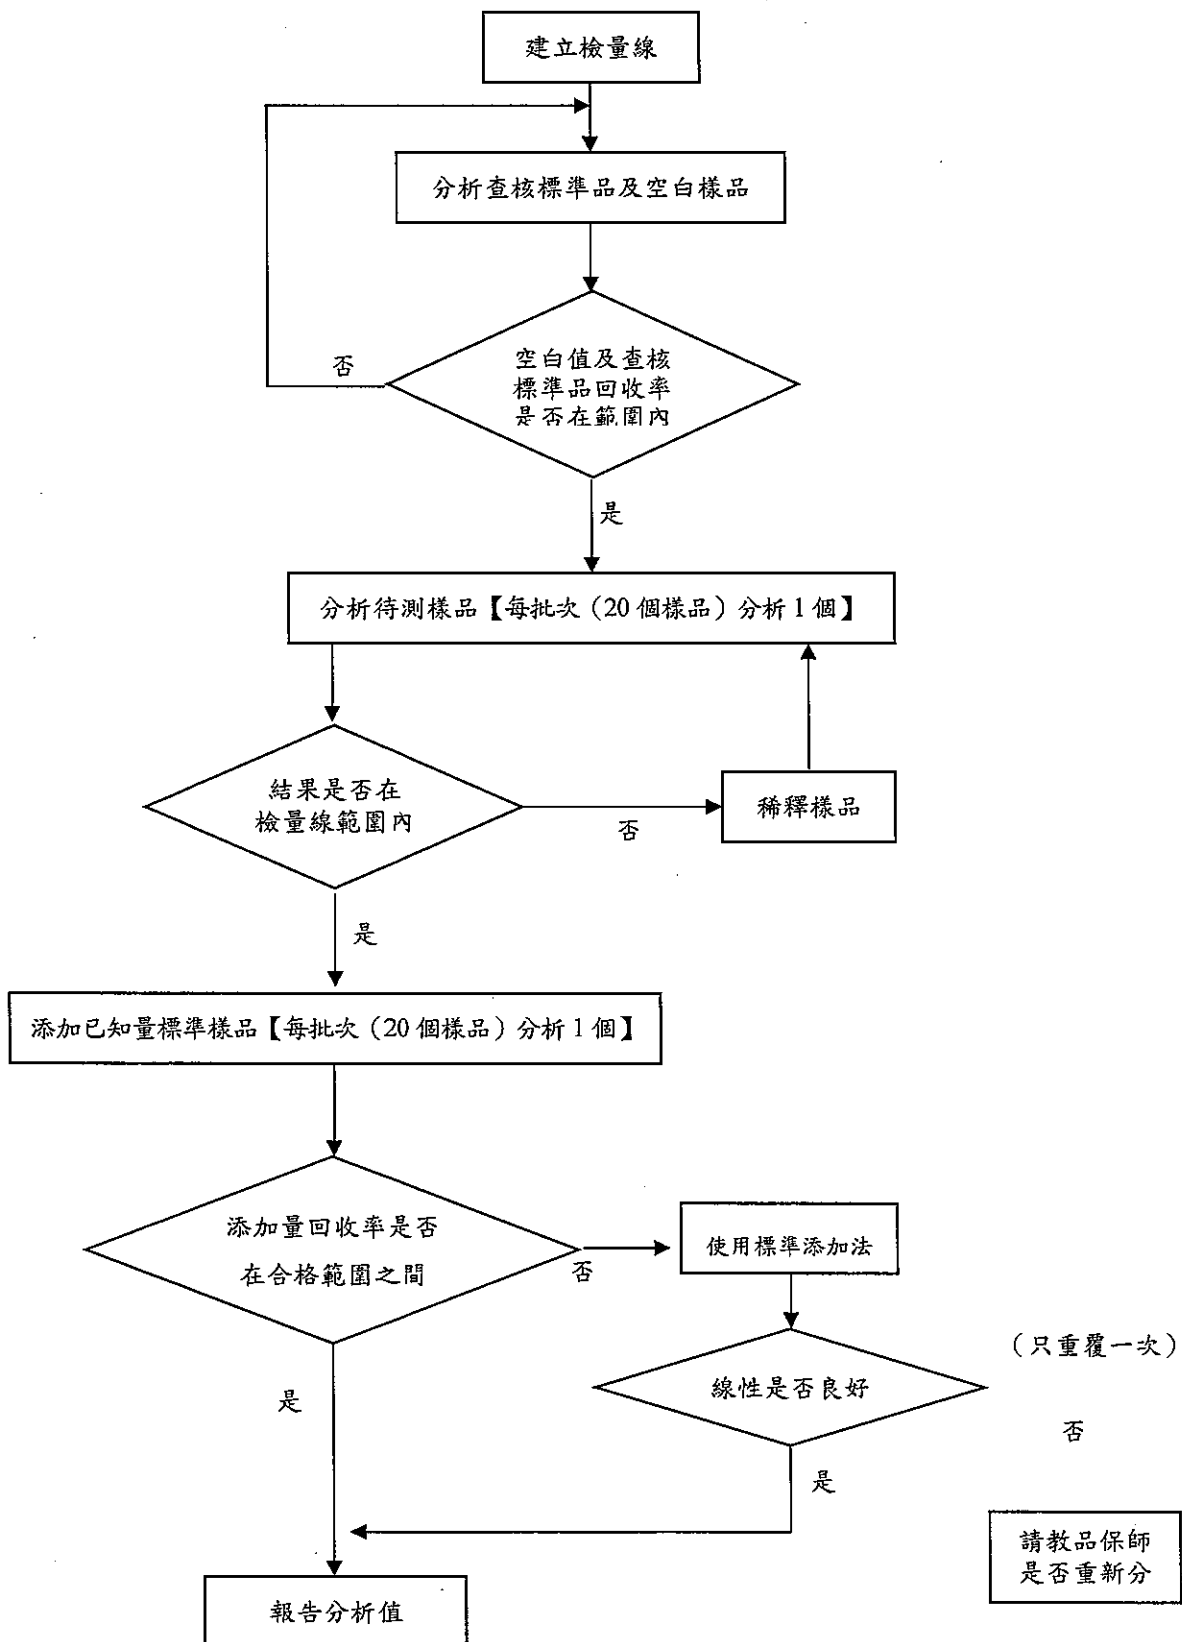 建立檢量線
分析查核標準品及空白樣品
空白值及查核
標準品回收率
是否在範圍內
否
是
分析待測樣品【每批次（20 個樣品）分析 1 個】
結果是否在
檢量線範圍內
否
稀釋樣品
是
添加已知量標準樣品【每批次（20 個樣品）分析 1 個】
添加量回收率是否
在合格範圍之間
否
使用標準添加法
（只重覆一次）
線性是否良好
是
否
是
請教品保師
是否重新分
報告分析值